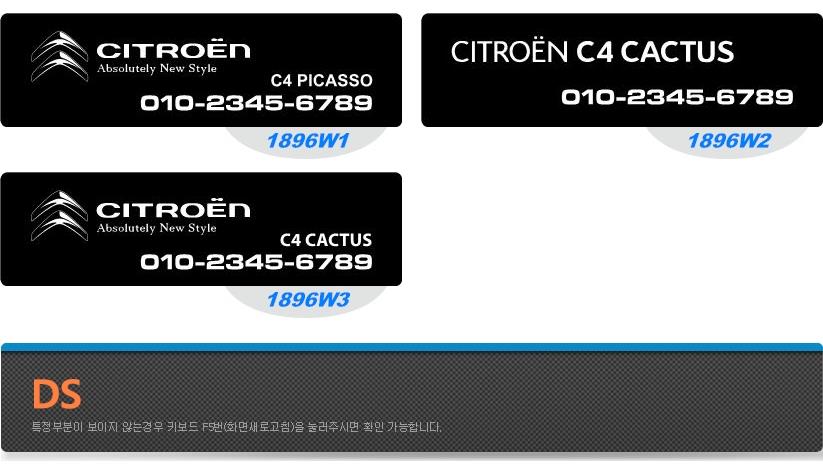 CITROËN
Absolutely New Style
C4 PICASSO
010-2345-6789
1896W1
CITROËN C4 CACTUS
010-2345-6789
1896W2
CITROËN
Absolutely New Style
C4 CACTUS
010-2345-6789
1896W3
DS
특정부분이 보이지 않는경우 키보드 F5번(화면새로고침)을 눌러주시면 확인 가능합니다.